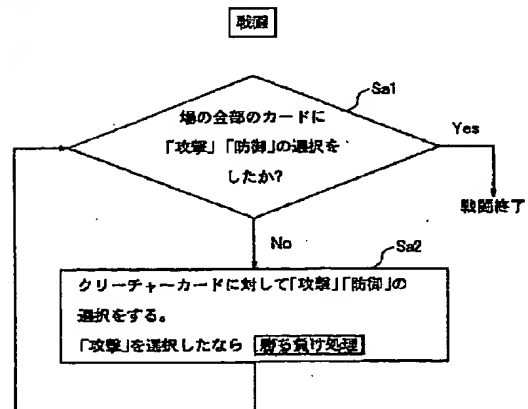 戦闘
Sa1
場の全部のカードに
「攻撃」「防御」の選択を
したか?
Yes
戦闘終了
No
Sa2
クリーチャーカードに対して「攻撃」「防御」の
選択をする。
「攻撃」を選択したなら 勝ち負け処理